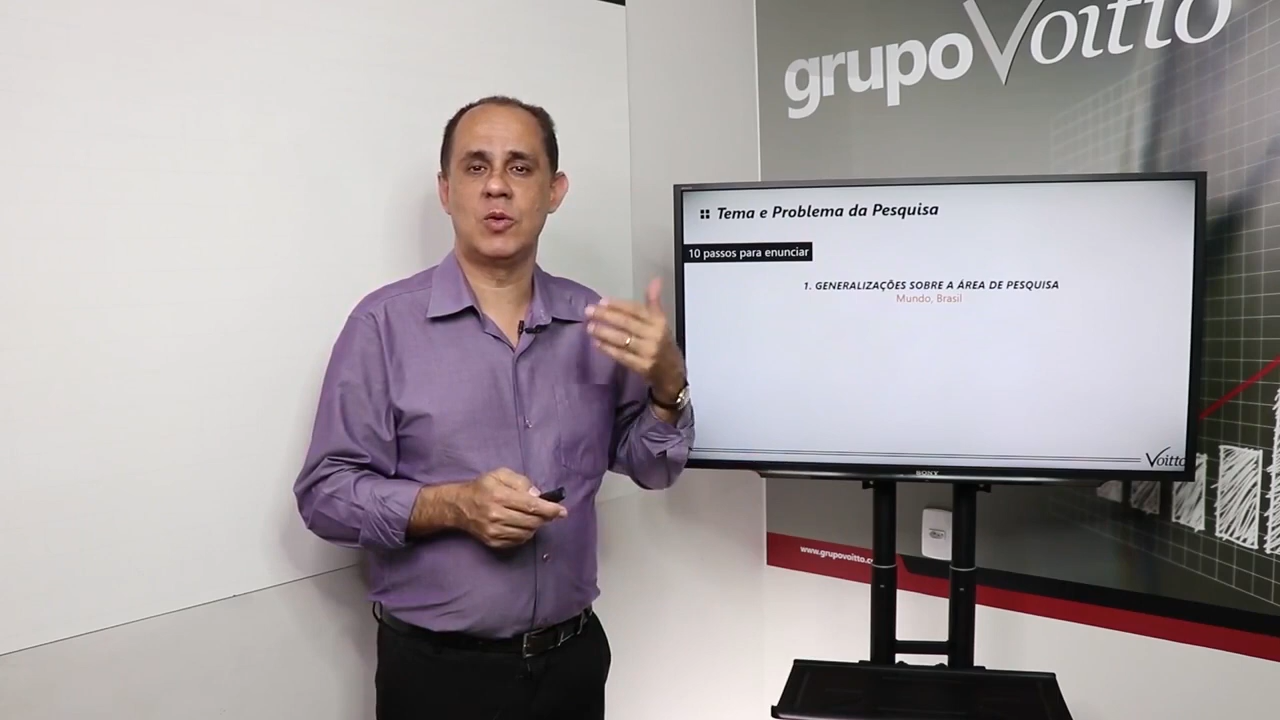 grupoVoitto
Tema e Problema da Pesquisa
10 passos para enunciar
1. GENERALIZAÇÕES SOBRE A ÁREA DE PESQUISA
Mundo, Brasil
Voitto
SONY
www.grupovoitto.c